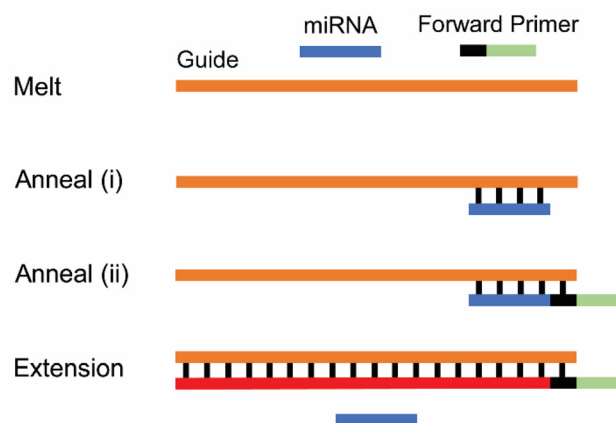 miRNA
Forward Primer
Guide
Melt
Anneal (i)
Anneal (ii)
Extension